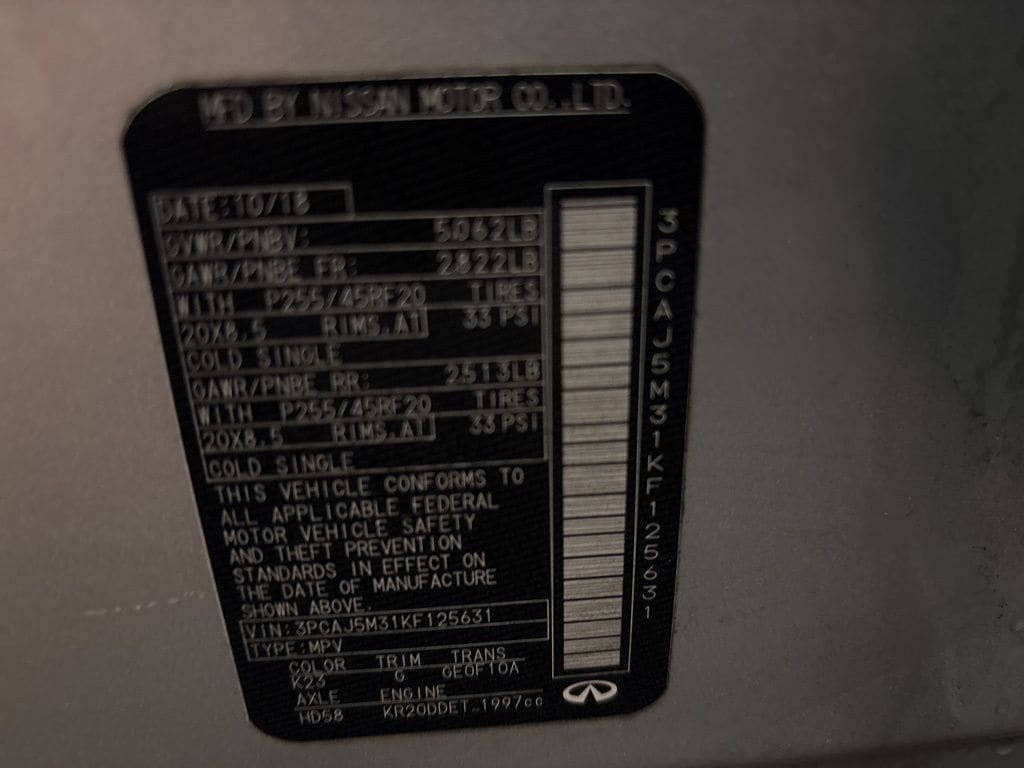 MFD BY NISSAN MOTOR CO.,LTD.
DATE:10/18
GVWR/PNBV: 5062LB
GAWR/PNBE FR: 2822LB
WITH P255/45RF20 TIRES
20X8.5 RIMS,A1 33 PSI
COLD SINGLE
GAWR/PNBE RR: 2513LB
WITH P255/45RF20 TIRES
20X8.5 RIMS,A1 33 PSI
COLD SINGLE
THIS VEHICLE CONFORMS TO
ALL APPLICABLE FEDERAL
MOTOR VEHICLE SAFETY
AND THEFT PREVENTION
STANDARDS IN EFFECT ON
THE DATE OF MANUFACTURE
SHOWN ABOVE.
VIN:3PCAJ5M31KF125631
TYPE:MPV
COLOR TRIM TRANS
K23 G GE0F10A
AXLE ENGINE
HD58 KR20DDET 1997cc
3PCAJ5M31KF125631